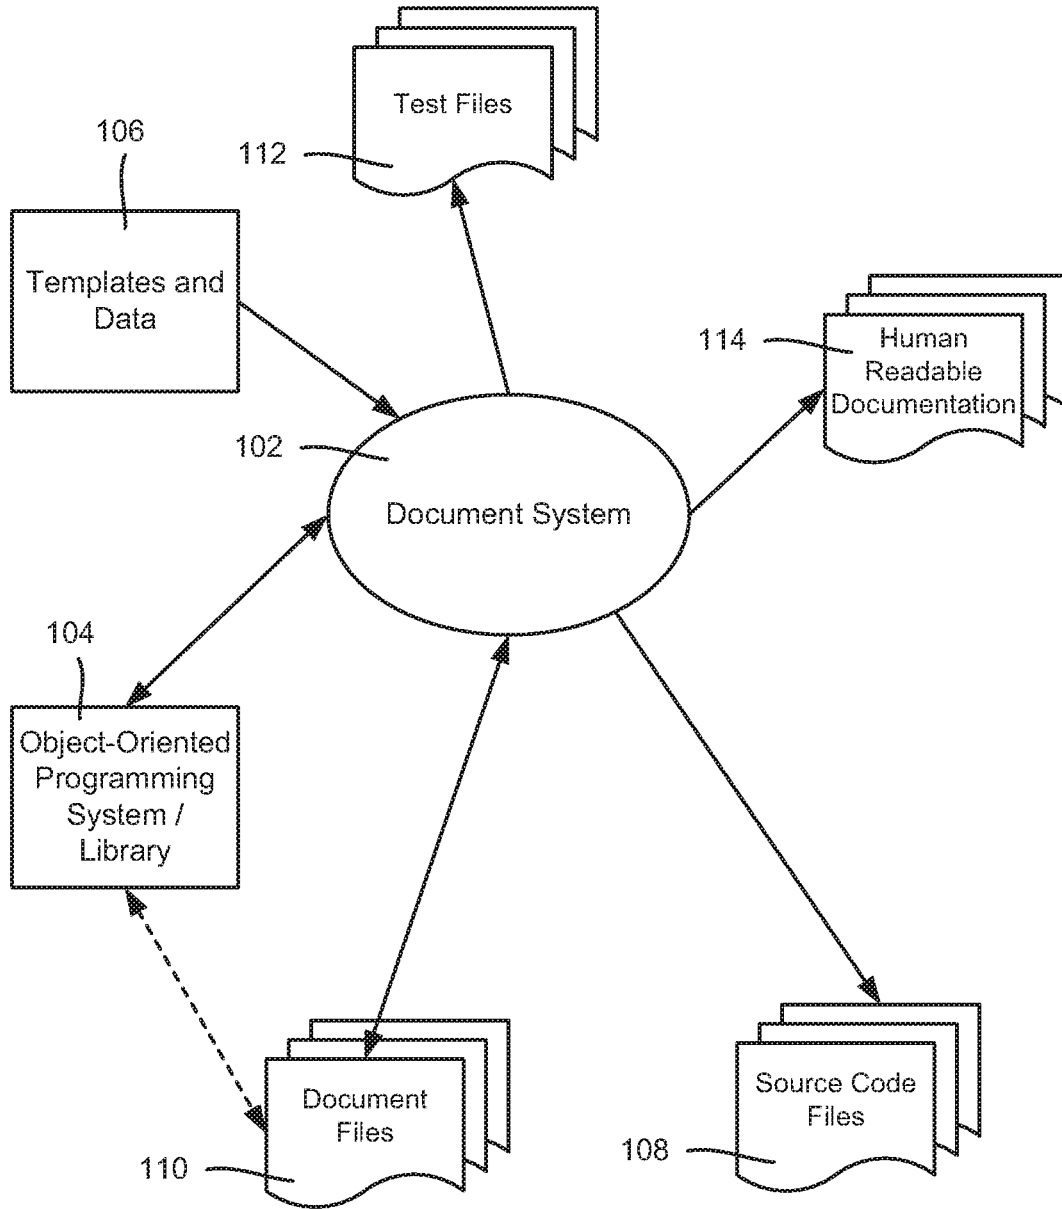 Test Files
106
112
Templates and
Data
114
Human
Readable
Documentation
102
Document System
104
Object-Oriented
Programming
System /
Library
Document
Files
110
Source Code
Files
108